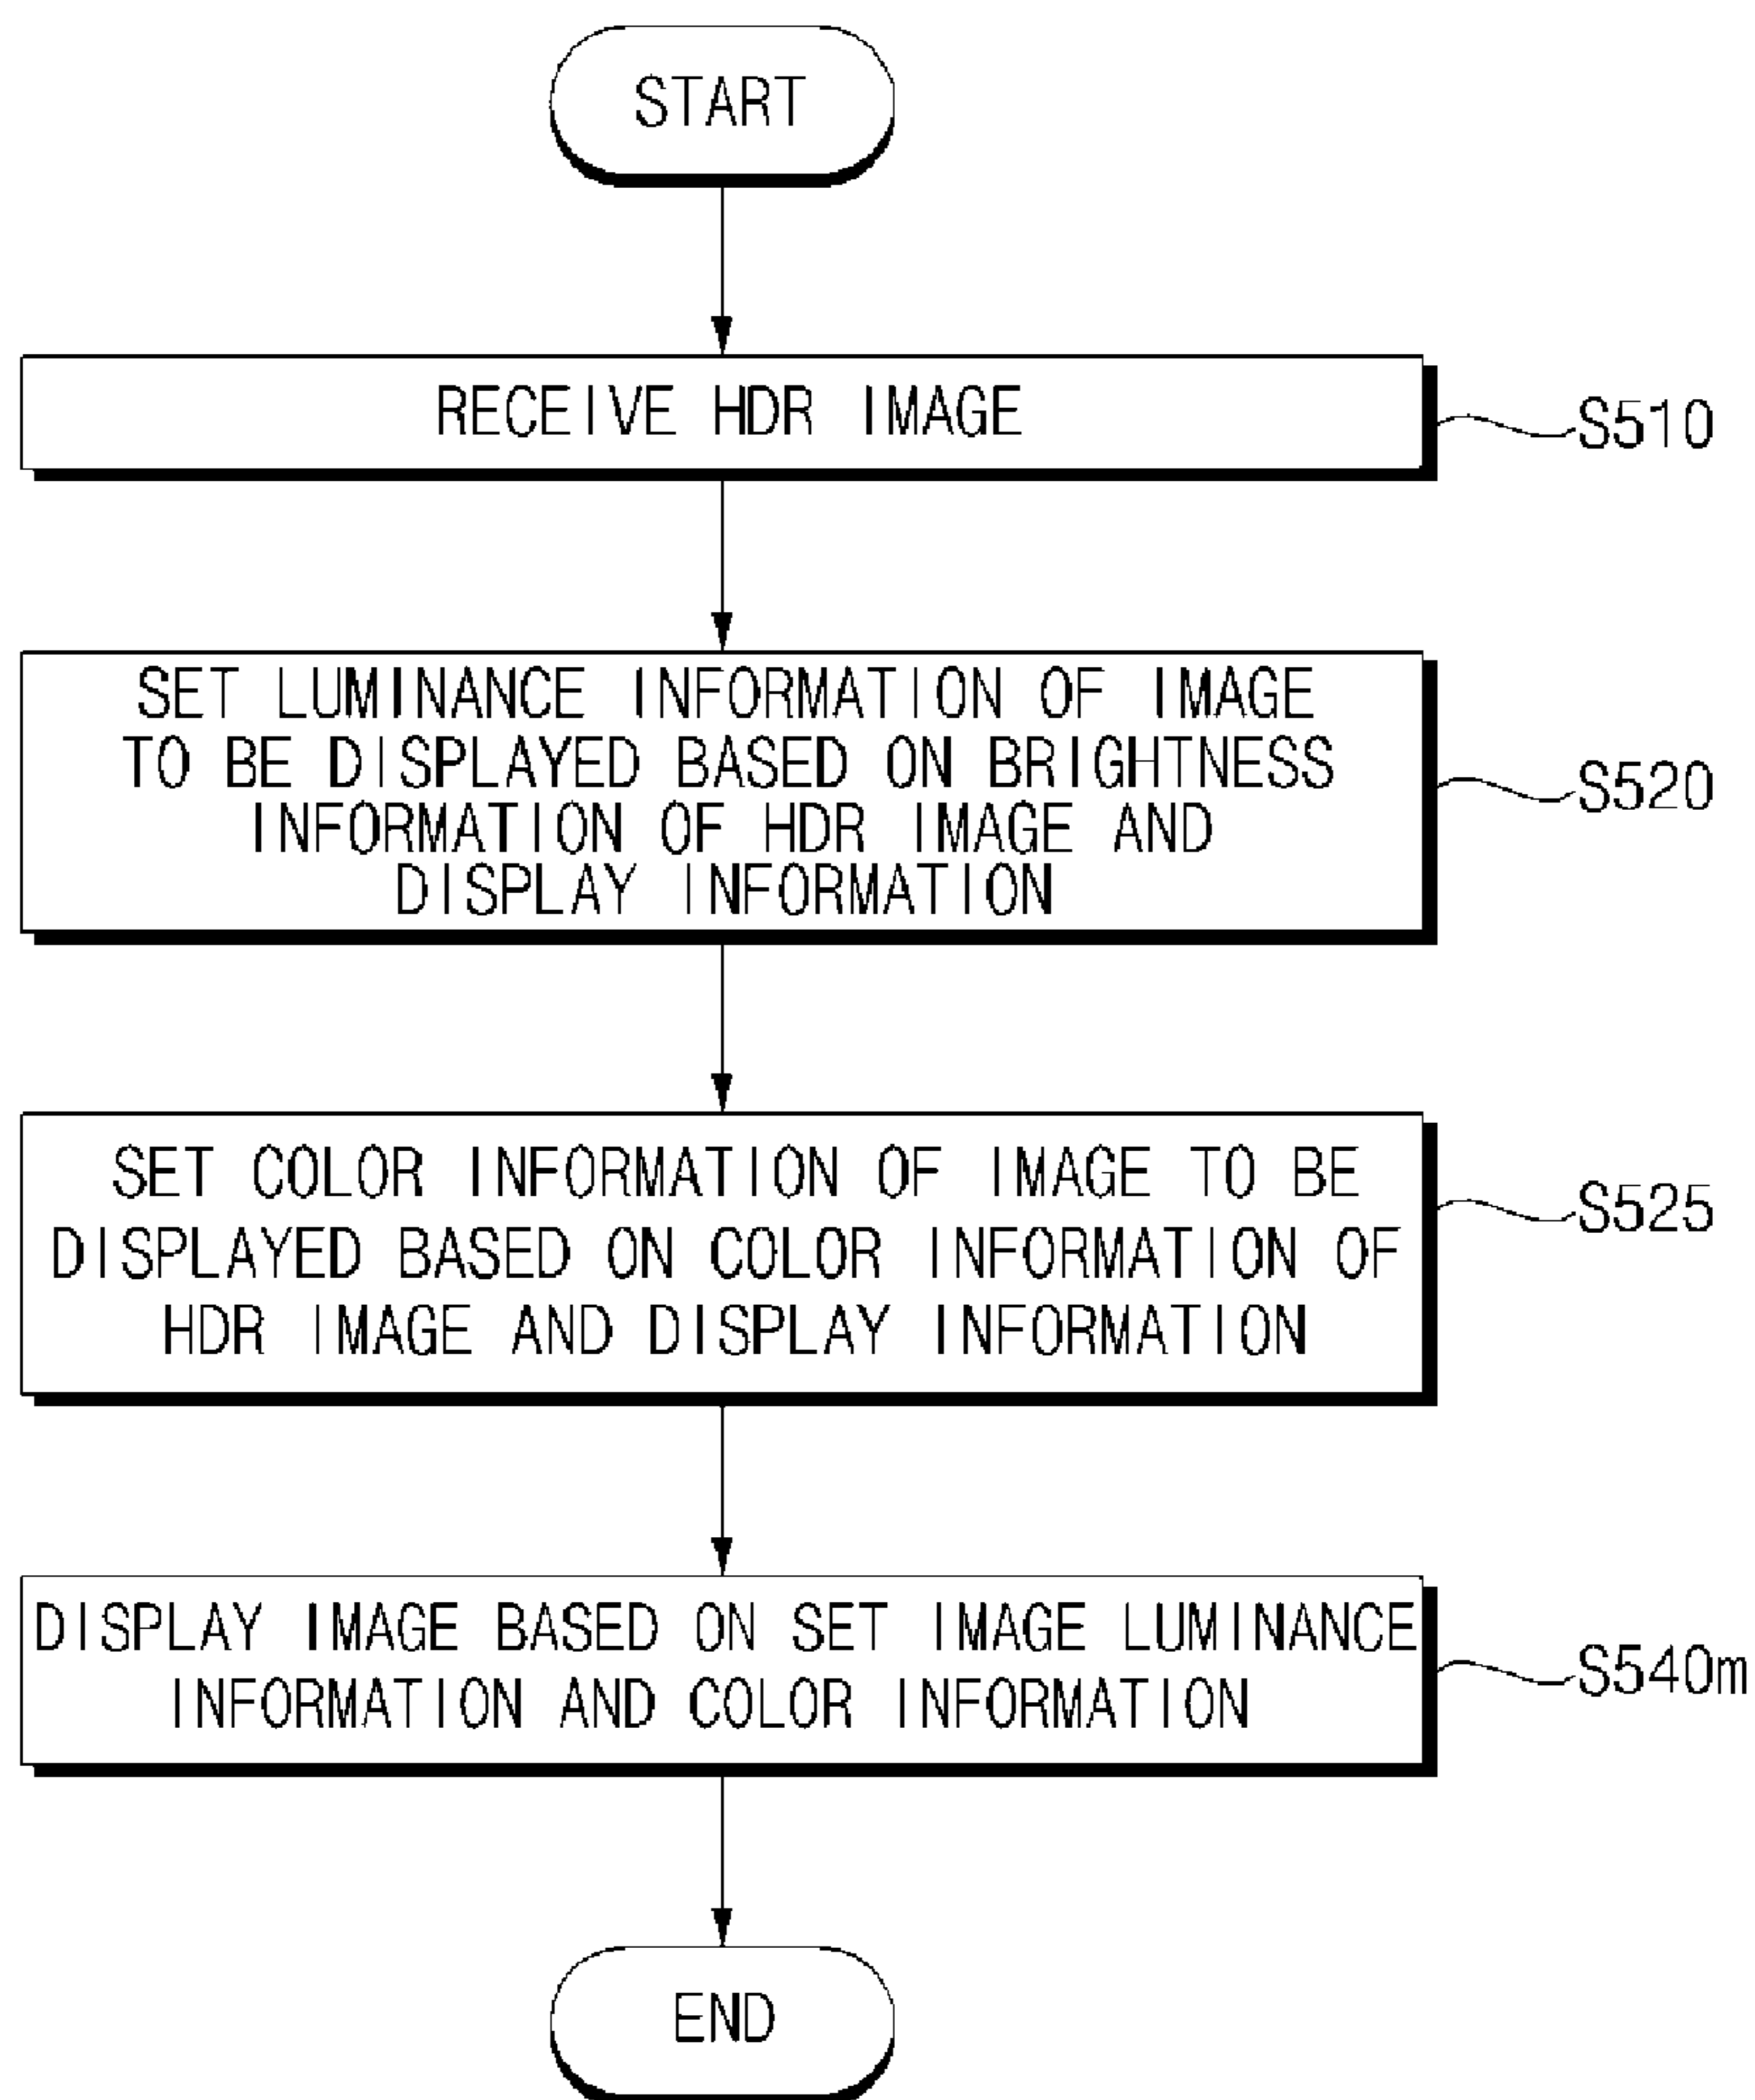 START
RECEIVE HDR IMAGE
S510
SET LUMINANCE INFORMATION OF IMAGE
TO BE DISPLAYED BASED ON BRIGHTNESS
INFORMATION OF HDR IMAGE AND
DISPLAY INFORMATION
S520
SET COLOR INFORMATION OF IMAGE TO BE
DISPLAYED BASED ON COLOR INFORMATION OF
HDR IMAGE AND DISPLAY INFORMATION
S525
DISPLAY IMAGE BASED ON SET IMAGE LUMINANCE
INFORMATION AND COLOR INFORMATION
S540m
END